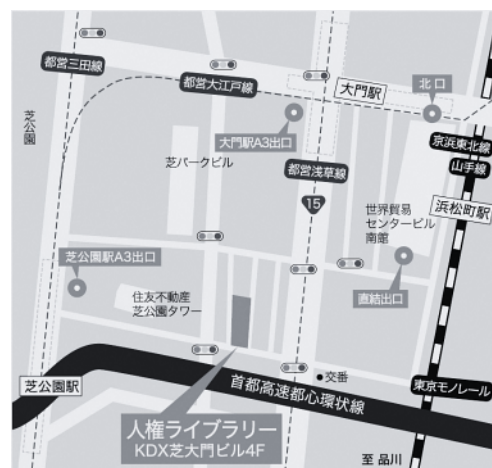 都営三田線
都営大江戸線
大門駅
北口
芝公園
大門駅A3出口
京浜東北線
山手線
芝パークビル
都営浅草線
15
世界貿易
センタービル
南館
浜松町駅
芝公園駅A3出口
直結出口
住友不動産
芝公園タワー
芝公園駅
交番
首都高速都心環状線
東京モノレール
人権ライブラリー
KDX芝大門ビル4F
至 品川